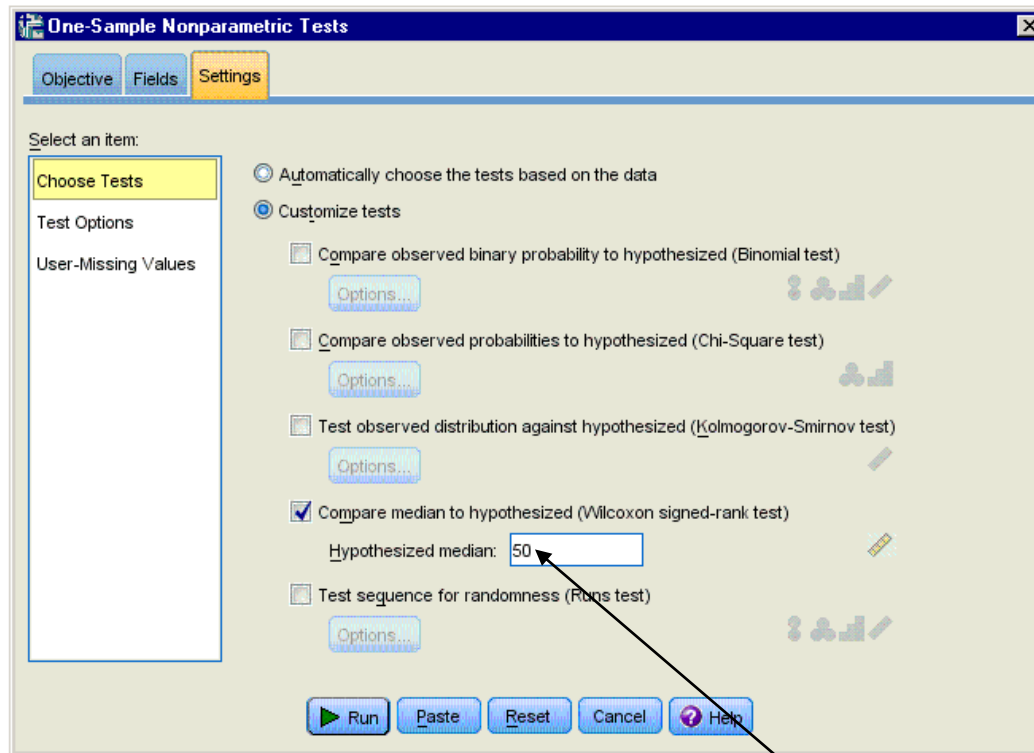 One-Sample Nonparametric Tests
Objective Fields Settings
Select an item:
Choose Tests
Test Options
User-Missing Values
Automatically choose the tests based on the data
Customize tests
Compare observed binary probability to hypothesized (Binomial test)
Options...
Compare observed probabilities to hypothesized (Chi-Square test)
Options...
Test observed distribution against hypothesized (Kolmogorov-Smirnov test)
Options...
Compare median to hypothesized (Wilcoxon signed-rank test)
Hypothesized median: 50
Test sequence for randomness (Runs test)
Options...
Run Paste Reset Cancel Help